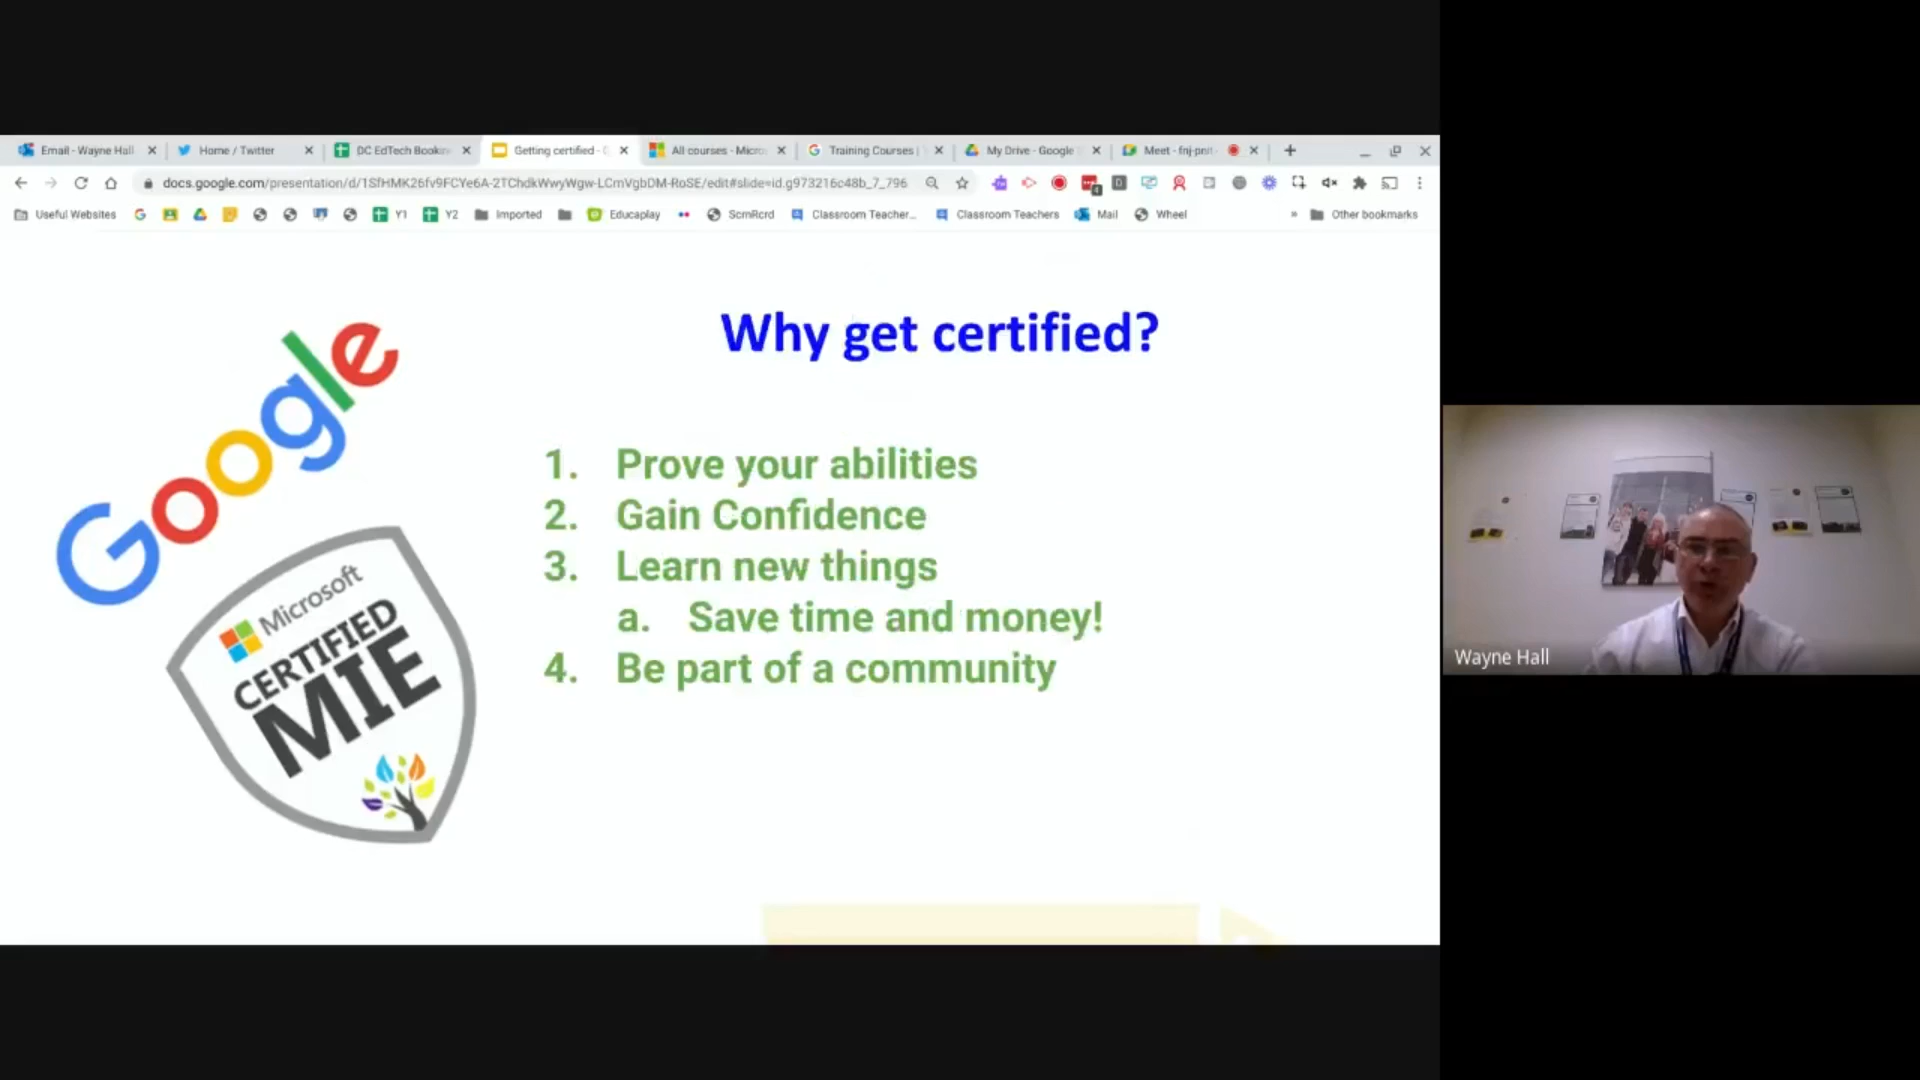 Email - Wayne Hall
Home / Twitter
DC EdTech Booking
Getting certified - G
All courses - Micro
Training Courses |
My Drive - Google
Meet - fnj-pnrt-
docs.google.com/presentation/d/1SfHMK26fv9FCYe6A-2TChdkWwyWgw-LCmVgbDM-RoSE/edit#slide=id.g973216c48b_7_796
Useful Websites
Y1
Y2
Imported
Educaplay
ScrnRcrd
Classroom Teacher...
Classroom Teachers
Mail
Wheel
Other bookmarks
Google
Microsoft
CERTIFIED
MIE
Why get certified?
1. Prove your abilities
2. Gain Confidence
3. Learn new things
a. Save time and money!
4. Be part of a community
Wayne Hall